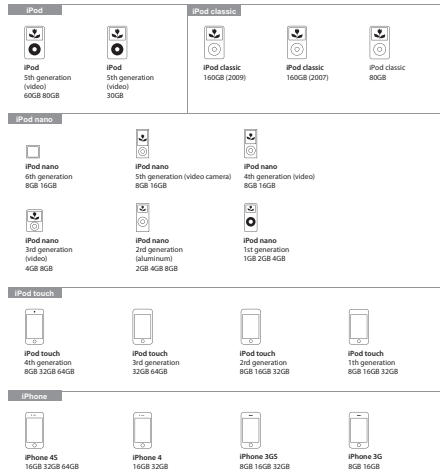 iPod
iPod classic
iPod
5th generation
(video)
60GB 80GB
iPod
5th generation
(video)
30GB
iPod classic
160GB (2009)
iPod classic
160GB (2007)
iPod classic
80GB
iPod nano
iPod nano
6th generation
8GB 16GB
iPod nano
5th generation (video camera)
8GB 16GB
iPod nano
4th generation (video)
8GB 16GB
iPod nano
3rd generation
(video)
4GB 8GB
iPod nano
2rd generation
(aluminum)
2GB 4GB 8GB
iPod nano
1st generation
1GB 2GB 4GB
iPod touch
iPod touch
4th generation
8GB 32GB 64GB
iPod touch
3rd generation
32GB 64GB
iPod touch
2rd generation
8GB 16GB 32GB
iPod touch
1th generation
8GB 16GB 32GB
iPhone
iPhone 4S
16GB 32GB 64GB
iPhone 4
16GB 32GB
iPhone 3GS
8GB 16GB 32GB
iPhone 3G
8GB 16GB